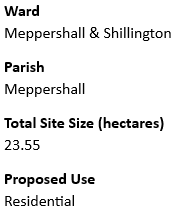 Ward
Meppershall & Shillington
Parish
Meppershall
Total Site Size (hectares)
23.55
Proposed Use
Residential